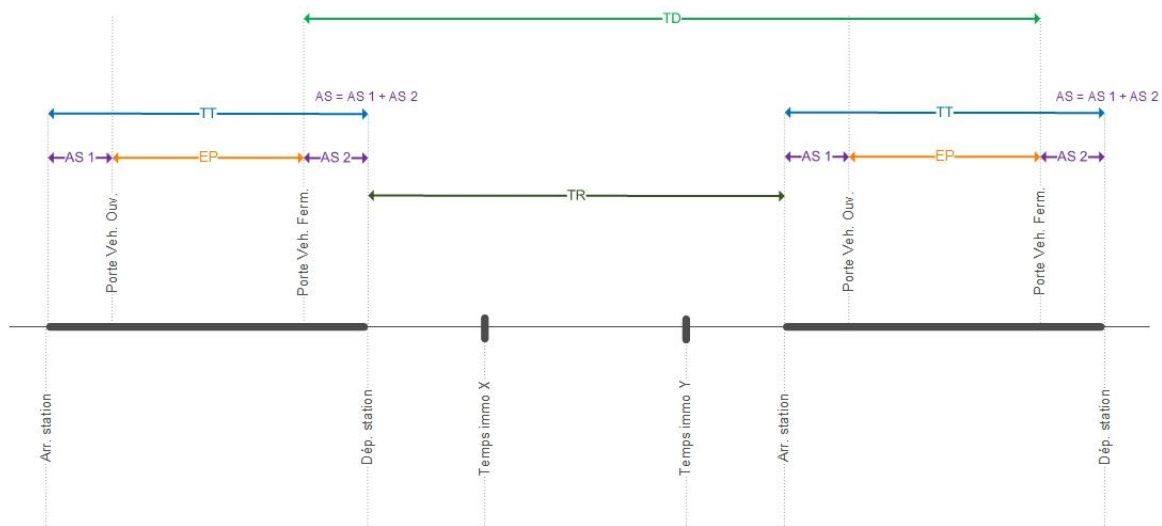 TD
AS = AS 1 + AS 2
AS = AS 1 + AS 2
TT
TT
AS 1
EP
AS 2
AS 1
EP
AS 2
TR
Porte Veh. Ouv.
Porte Veh. Ferm.
Porte Veh. Ouv.
Porte Veh. Ferm.
Arr. station
Dép. station
Temps immo X
Temps immo Y
Arr. station
Dép. station